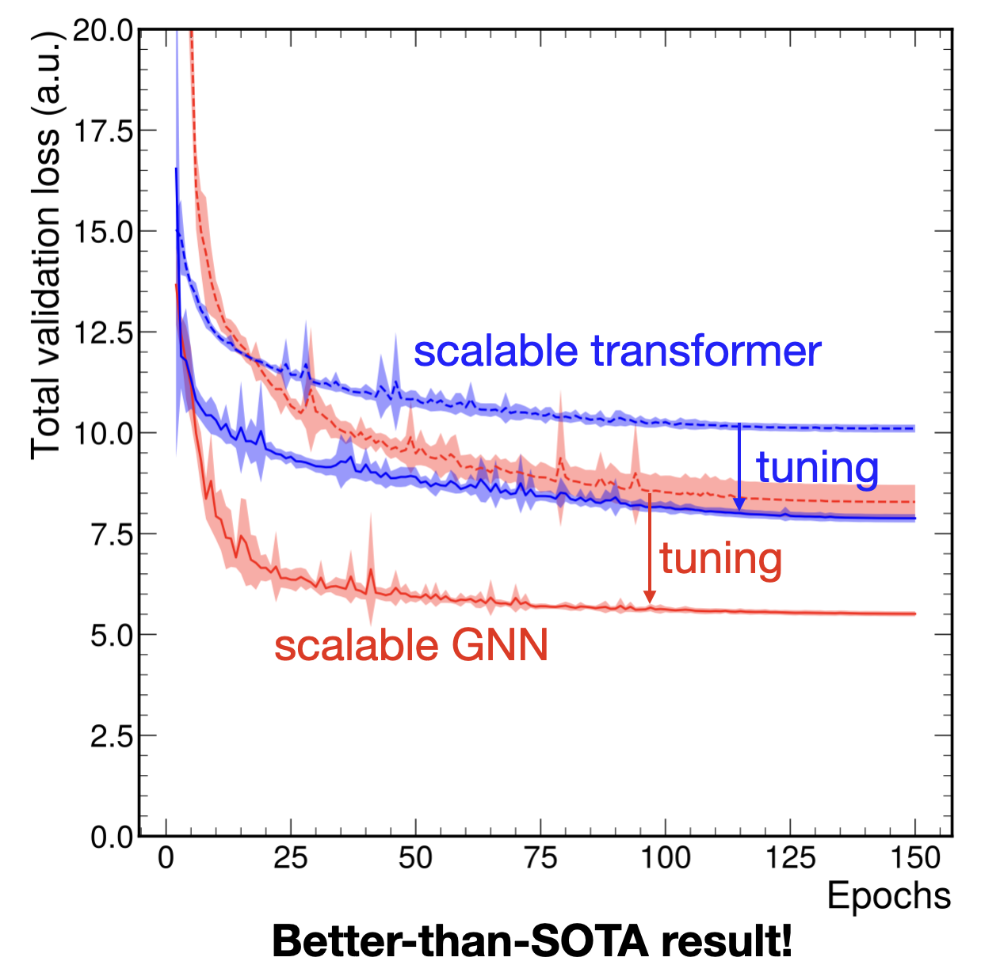 Total validation loss (a.u.)
20.0
17.5
15.0
12.5
10.0
7.5
5.0
2.5
0.0
scalable transformer
tuning
tuning
scalable GNN
0 25 50 75 100 125 150
Epochs
Better-than-SOTA result!